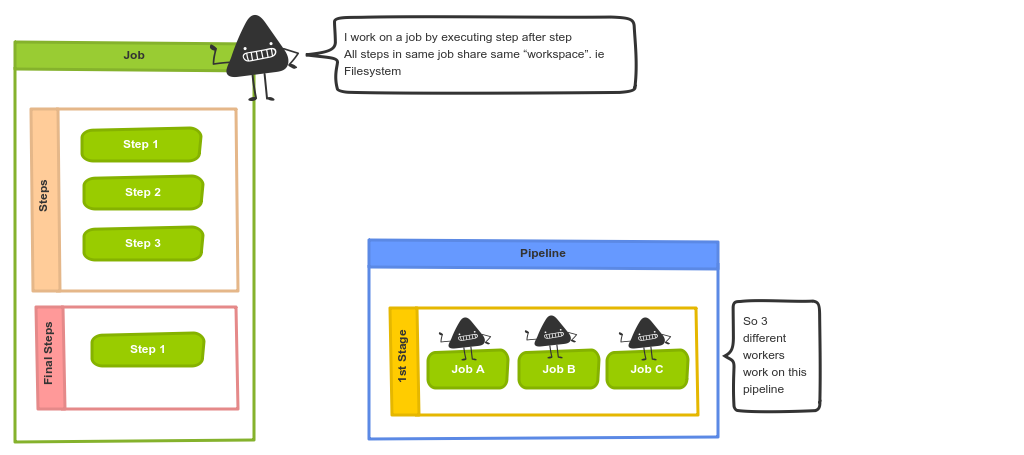 Job
I work on a job by executing step after step
All steps in same job share same “workspace”. ie
Filesystem
Steps
Step 1
Step 2
Step 3
Final Steps
Step 1
Pipeline
1st Stage
Job A
Job B
Job C
So 3
different
workers
work on this
pipeline